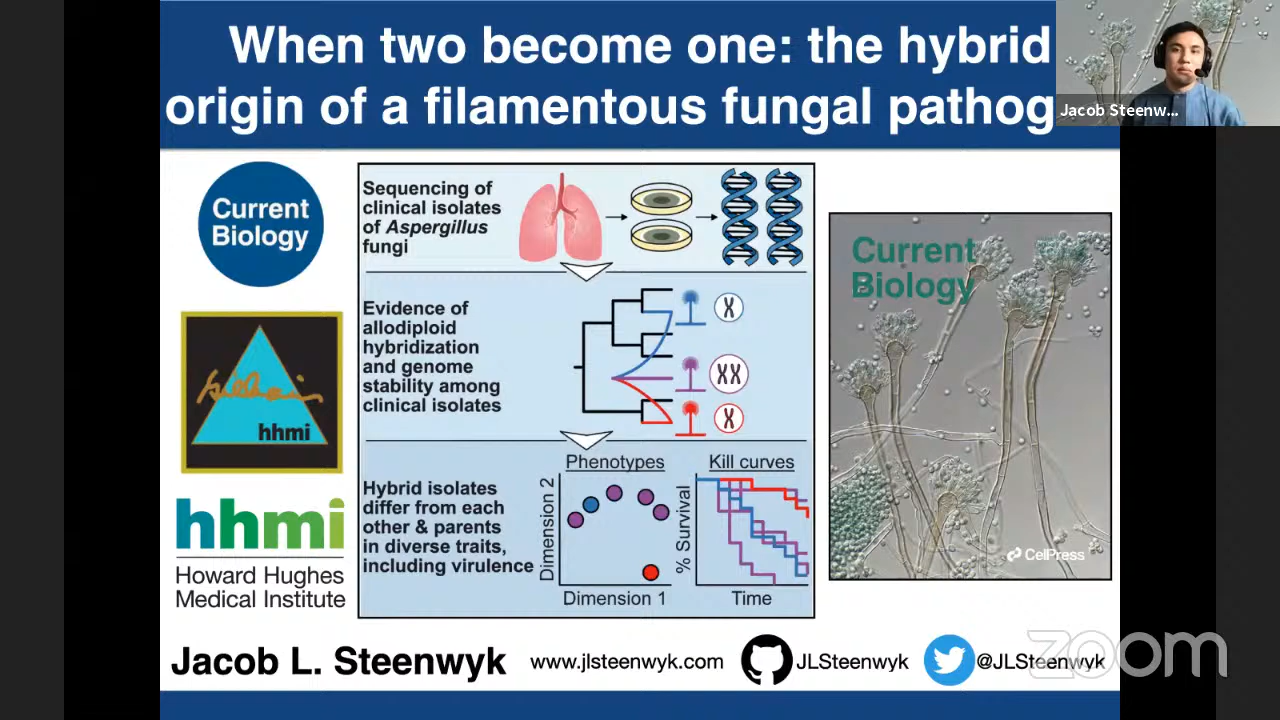 When two become one: the hybrid
origin of a filamentous fungal pathog
Jacob Steenw...
Current
Biology
hhmi
hhmi
Howard Hughes
Medical Institute
Sequencing of
clinical isolates
of Aspergillus
fungi
Evidence of
allodiploid
hybridization
and genome
stability among
clinical isolates
X
XX
X
Hybrid isolates
differ from each
other & parents
in diverse traits,
including virulence
Phenotypes
Dimension 2
Dimension 1
Kill curves
% Survival
Time
Current
Biology
CelPress
Jacob L. Steenwyk
www.jlsteenwyk.com
JLSteenwyk
@JLSteenwyk
zoom